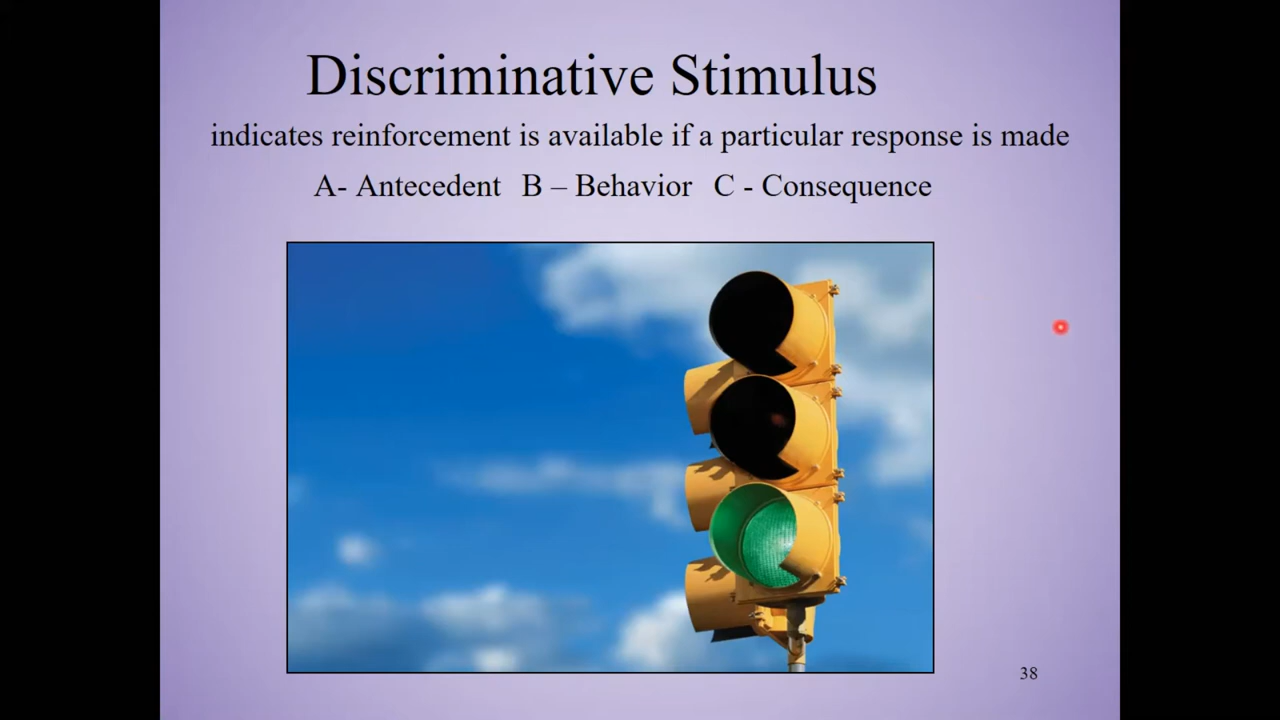 Discriminative Stimulus
indicates reinforcement is available if a particular response is made
A- Antecedent B – Behavior C - Consequence
38